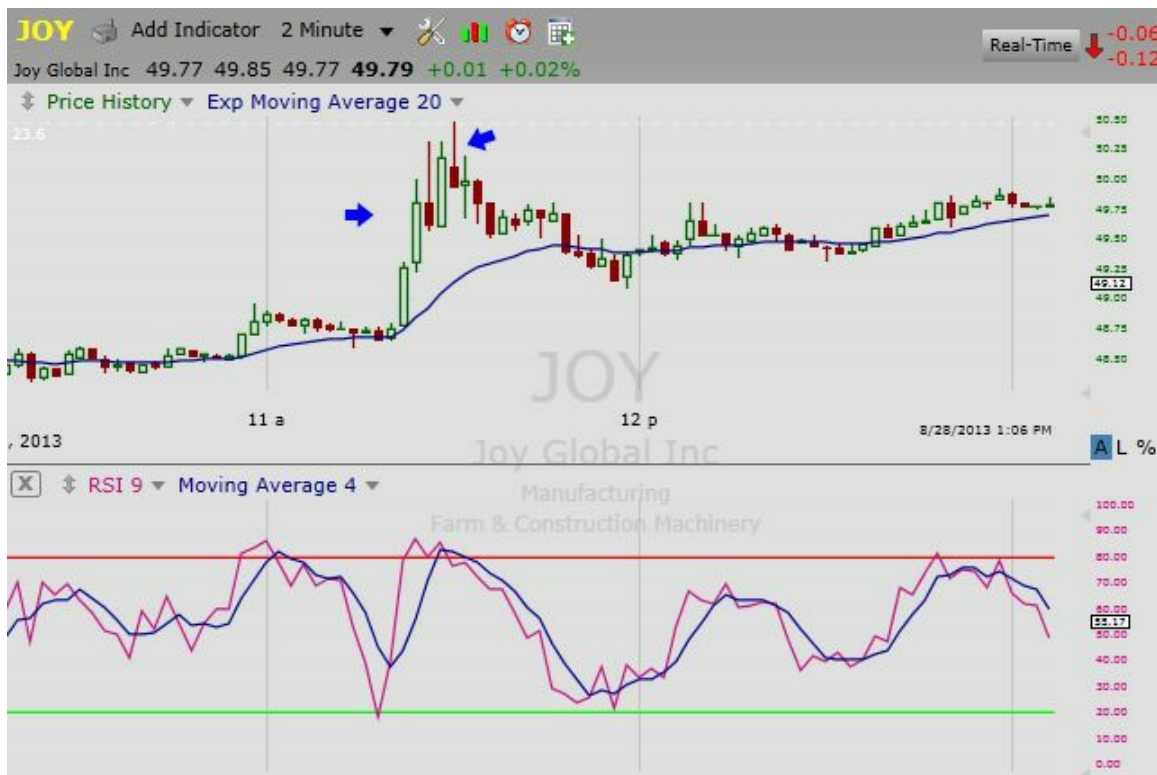 JOY Add Indicator 2 Minute
Real-Time -0.06
-0.12
Joy Global Inc 49.77 49.85 49.77 49.79 +0.01 +0.02%
Price History Exp Moving Average 20
23.6
50.50
50.25
50.00
49.75
49.50
49.25
49.12
49.00
48.75
48.50
JOY
11 a 12 p 8/28/2013 1:06 PM
, 2013
A L %
Joy Global Inc
X RSI 9 Moving Average 4
Manufacturing
Farm & Construction Machinery
100.00
90.00
80.00
70.00
60.00
55.17
50.00
40.00
30.00
20.00
10.00
0.00